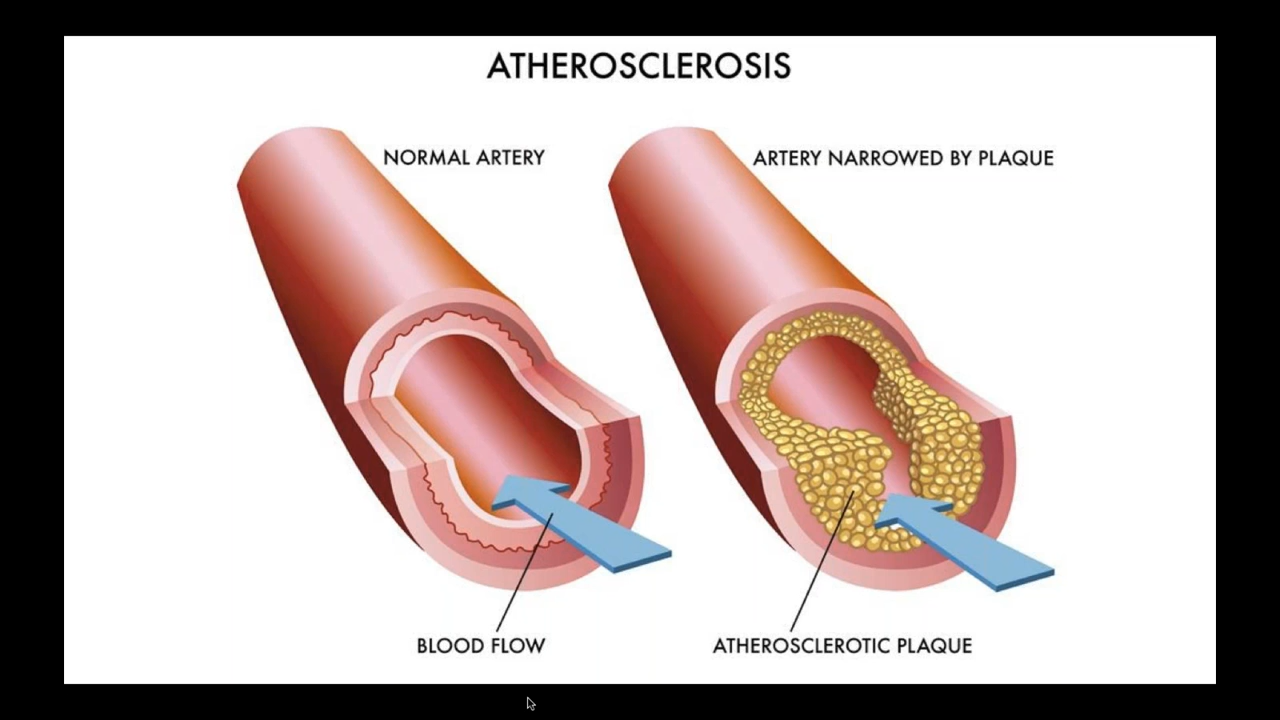 ATHEROSCLEROSIS
NORMAL ARTERY
ARTERY NARROWED BY PLAQUE
BLOOD FLOW
ATHEROSCLEROTIC PLAQUE